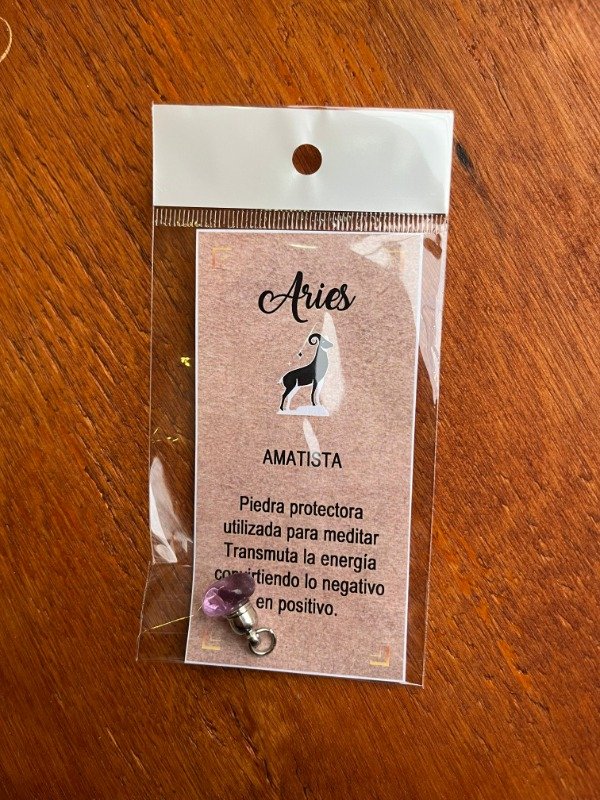 Aries
AMATISTA
Piedra protectora
utilizada para meditar
Transmuta la energía
convirtiendo lo negativo
en positivo.